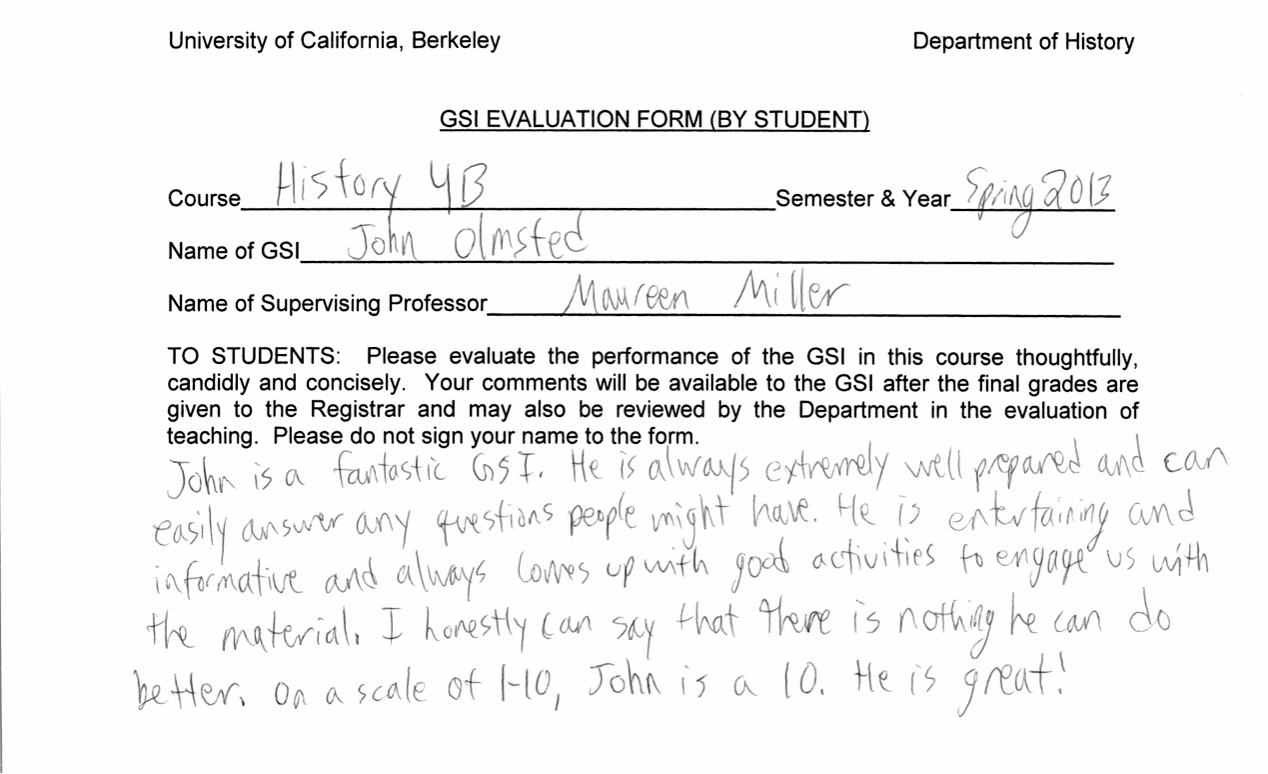 University of California, Berkeley Department of History
GSI EVALUATION FORM (BY STUDENT)
Course History 4B Semester & Year Spring 2013
Name of GSI John Olmsted
Name of Supervising Professor Maureen Miller
TO STUDENTS: Please evaluate the performance of the GSI in this course thoughtfully,
candidly and concisely. Your comments will be available to the GSI after the final grades are
given to the Registrar and may also be reviewed by the Department in the evaluation of
teaching. Please do not sign your name to the form.
John is a fantastic GSI. He is always extremely well prepared and can
easily answer any questions people might have. He is entertaining and
informative and always comes up with good activities to engage us with
the material. I honestly can say that there is nothing he can do
better. On a scale of 1-10, John is a 10. He is great!